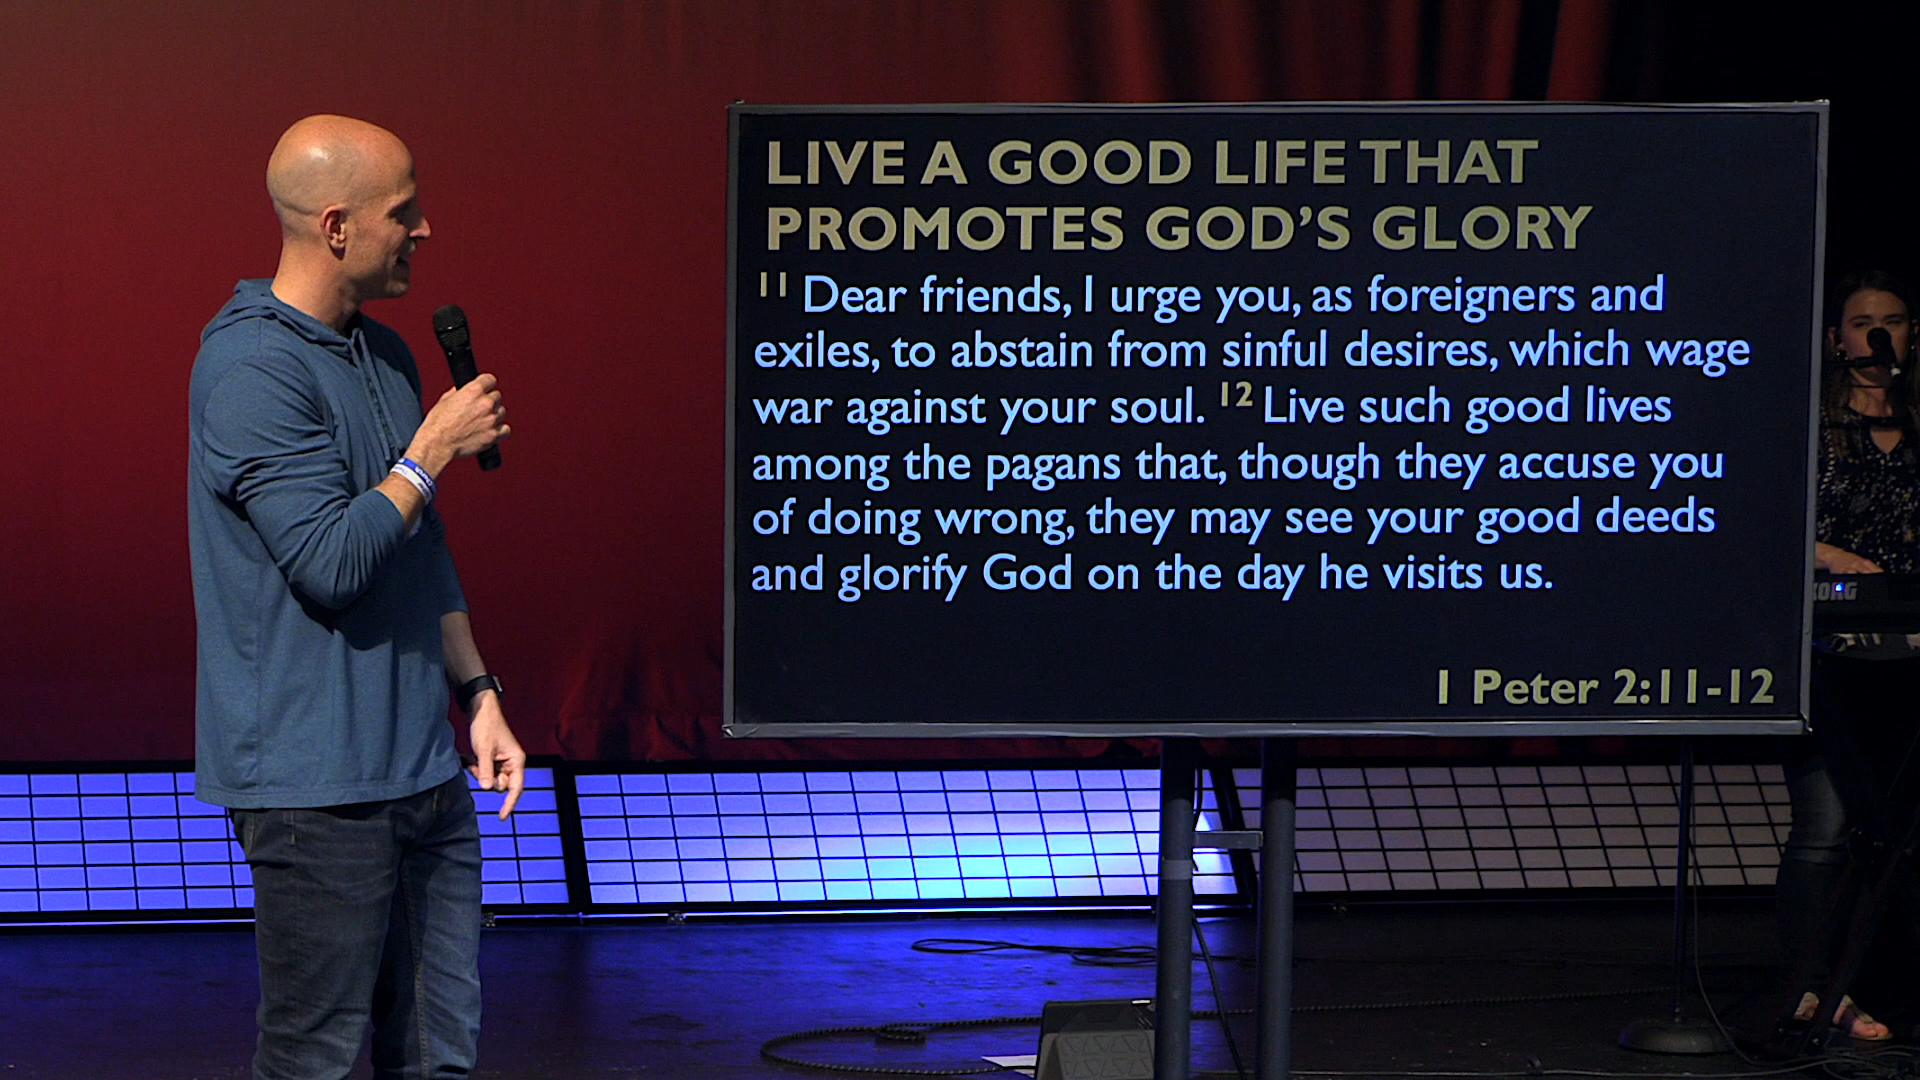 LIVE A GOOD LIFE THAT
PROMOTES GOD’S GLORY
11 Dear friends, I urge you, as foreigners and
exiles, to abstain from sinful desires, which wage
war against your soul. 12 Live such good lives
among the pagans that, though they accuse you
of doing wrong, they may see your good deeds
and glorify God on the day he visits us.
1 Peter 2:11-12
KORG